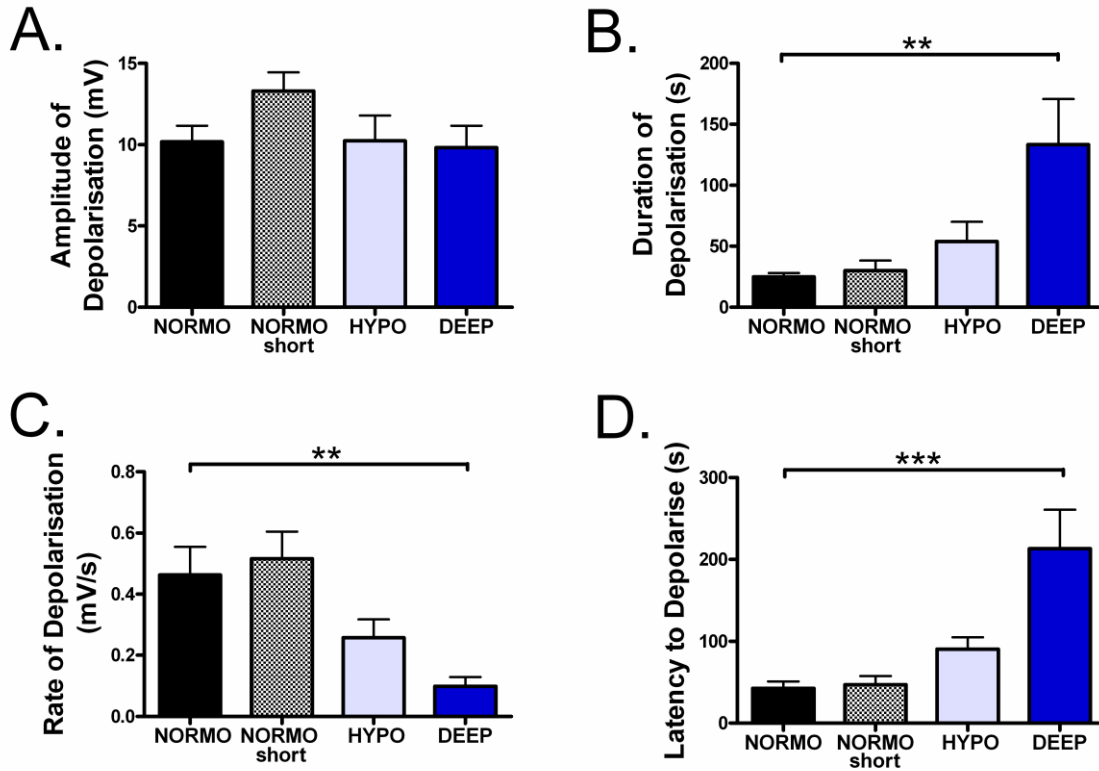 A.
Amplitude of
Depolarisation (mV)
15
10
5
0
NORMO
NORMO
short
HYPO
DEEP
B.
**
Duration of
Depolarisation (s)
200
150
100
50
0
NORMO
NORMO
short
HYPO
DEEP
C.
**
Rate of Depolarisation
(mV/s)
0.8
0.6
0.4
0.2
0.0
NORMO
NORMO
short
HYPO
DEEP
D.
***
Latency to Depolarise (s)
300
200
100
0
NORMO
NORMO
short
HYPO
DEEP